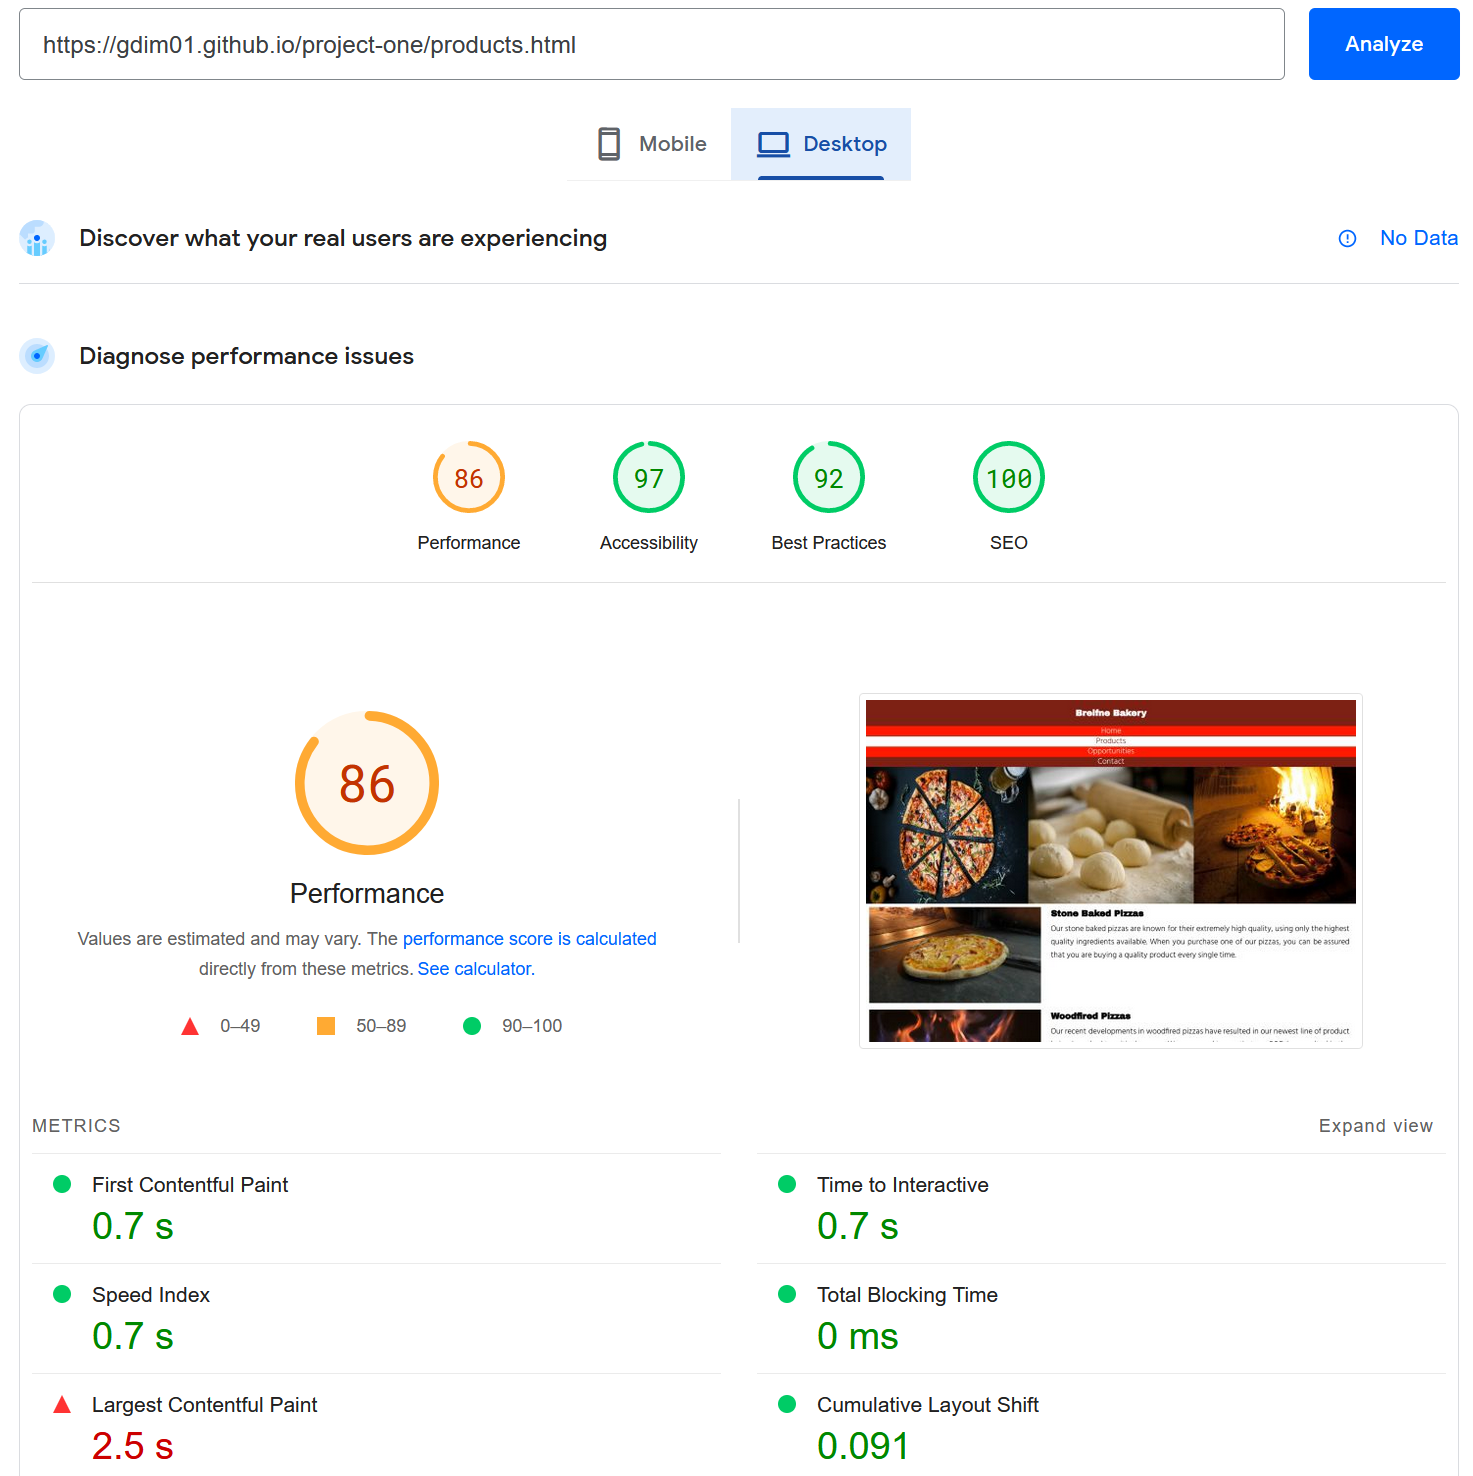 https://gdim01.github.io/project-one/products.html
Analyze
Mobile
Desktop
Discover what your real users are experiencing
No Data
Diagnose performance issues
86
97
92
100
Performance
Accessibility
Best Practices
SEO
86
Performance
Values are estimated and may vary. The performance score is calculated
directly from these metrics. See calculator.
0–49
50–89
90–100
Breifne Bakery
Home
Products
Opportunities
Contact
Stone Baked Pizzas
Our stone baked pizzas are known for their extremely high quality, using only the highest
quality ingredients available. When you purchase one of our pizzas, you can be assured
that you are buying a quality product every single time.
Woodfired Pizzas
Our recent developments in woodfired pizzas have resulted in our newest line of product
METRICS
Expand view
First Contentful Paint
0.7 s
Time to Interactive
0.7 s
Speed Index
0.7 s
Total Blocking Time
0 ms
Largest Contentful Paint
2.5 s
Cumulative Layout Shift
0.091